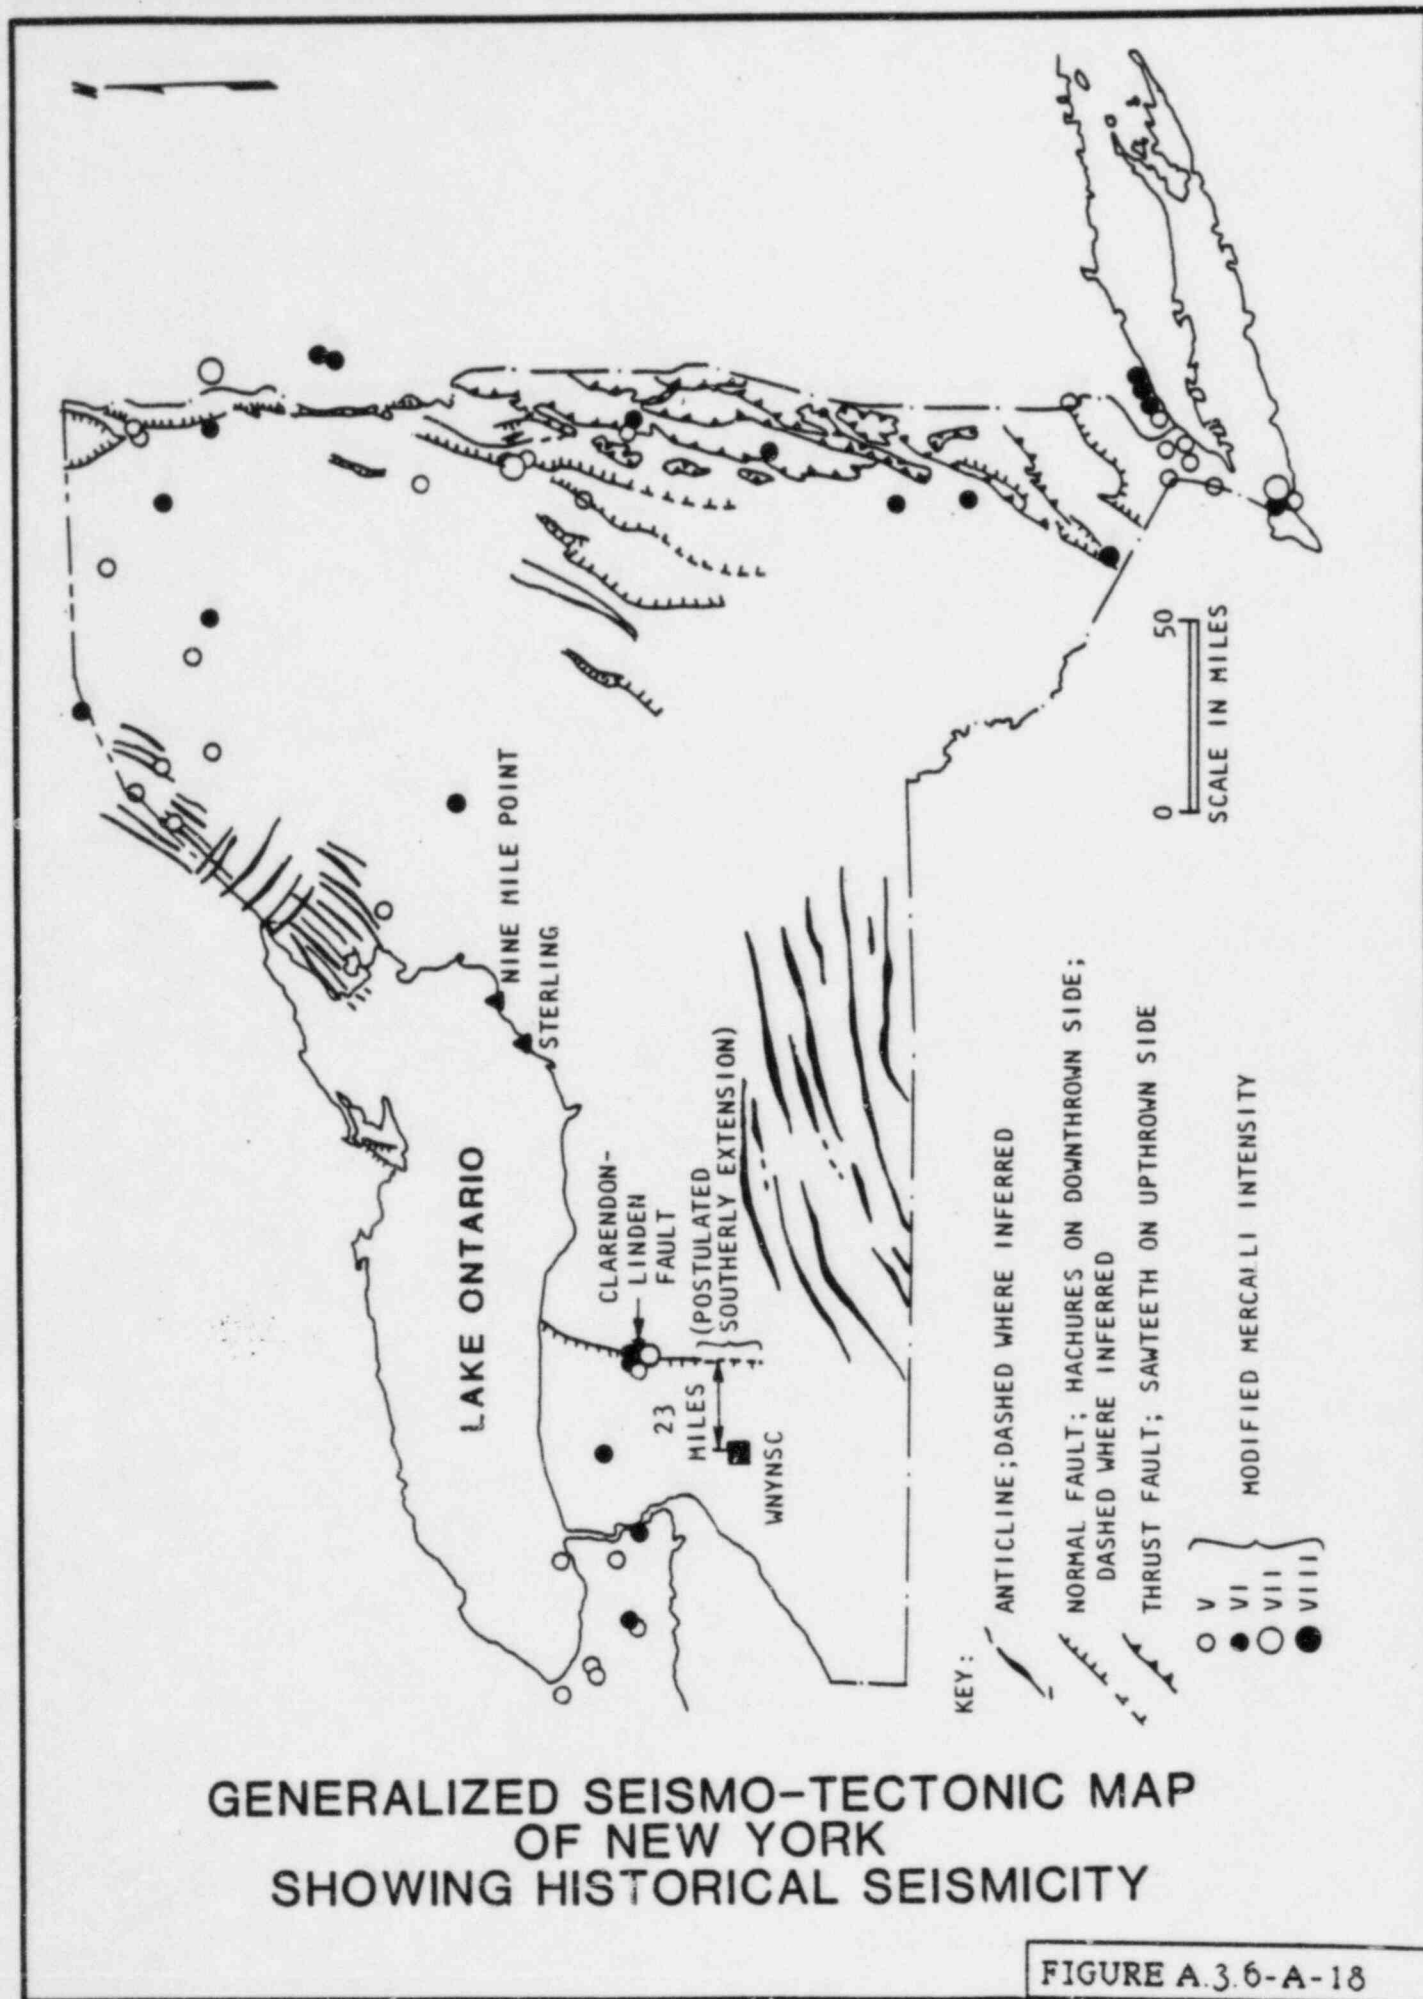 N
NINE MILE POINT
STERLING
LAKE ONTARIO
CLARENDON-
LINDEN
FAULT
(POSTULATED
SOUTHERLY EXTENSION)
23
MILES
WNYNSC
0 50
SCALE IN MILES
KEY:
ANTICLINE;DASHED WHERE INFERRED
NORMAL FAULT; HACHURES ON DOWNTHROWN SIDE;
DASHED WHERE INFERRED
THRUST FAULT; SAWTEETH ON UPTHROWN SIDE
V
VI
VII
VIII
MODIFIED MERCALLI INTENSITY
GENERALIZED SEISMO-TECTONIC MAP
OF NEW YORK
SHOWING HISTORICAL SEISMICITY
FIGURE A.3.6-A-18